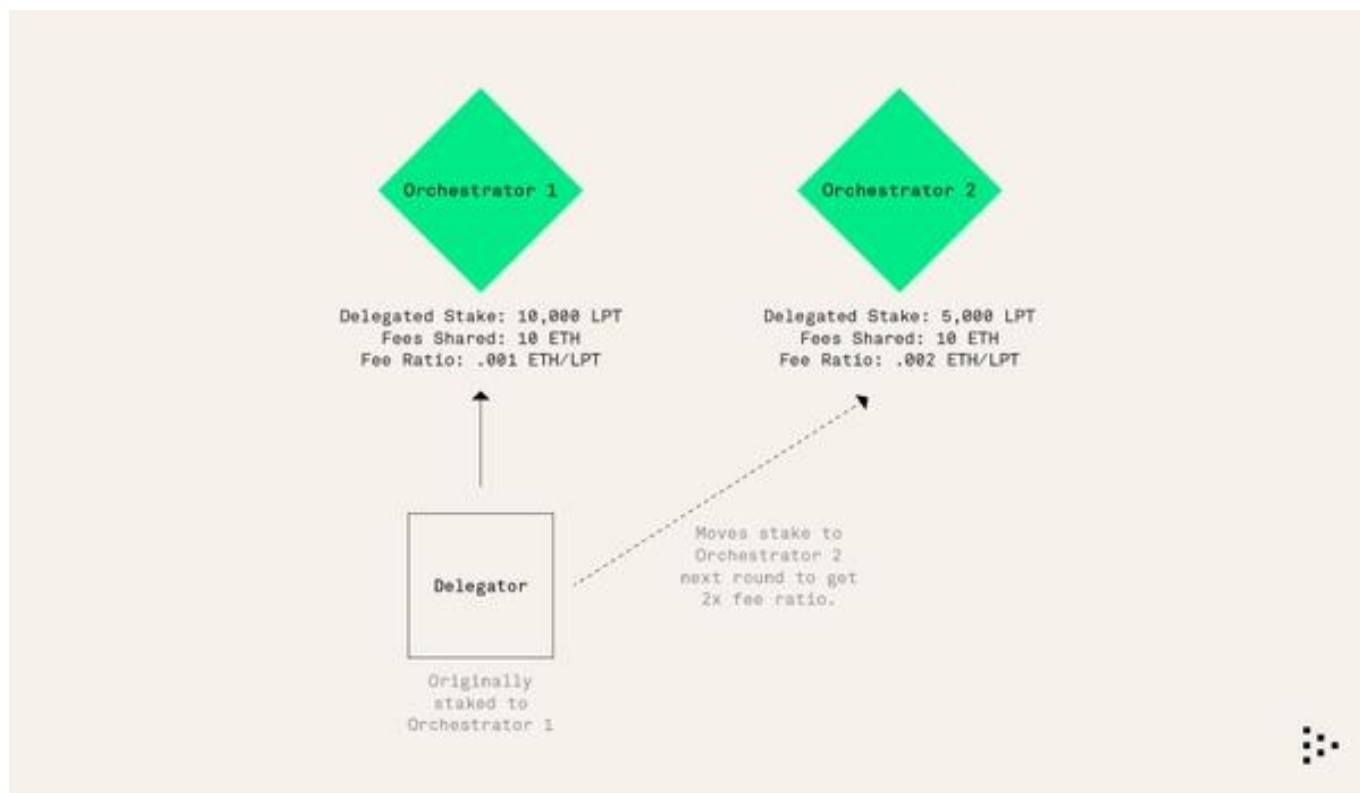 Orchestrator 1
Orchestrator 2
Delegated Stake: 10,000 LPT
Fees Shared: 10 ETH
Fee Ratio: .001 ETH/LPT
Delegated Stake: 5,000 LPT
Fees Shared: 10 ETH
Fee Ratio: .002 ETH/LPT
Moves stake to
Orchestrator 2
next round to get
2x fee ratio.
Delegator
Originally
staked to
Orchestrator 1